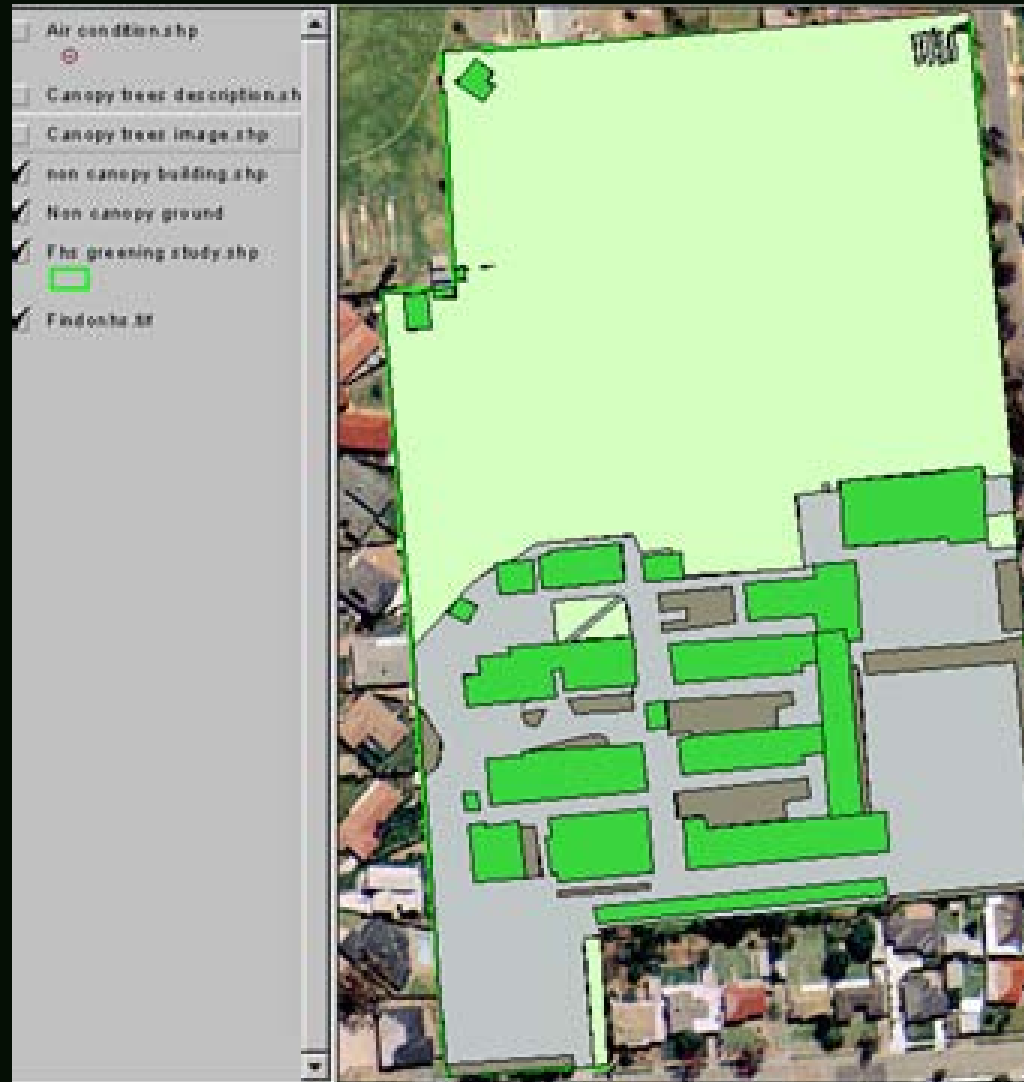 Air condition.shp
Canopy trees description.sh
Canopy trees image.shp
non canopy building.shp
Non canopy ground
Fhs greening study.shp
Findonhs.tif